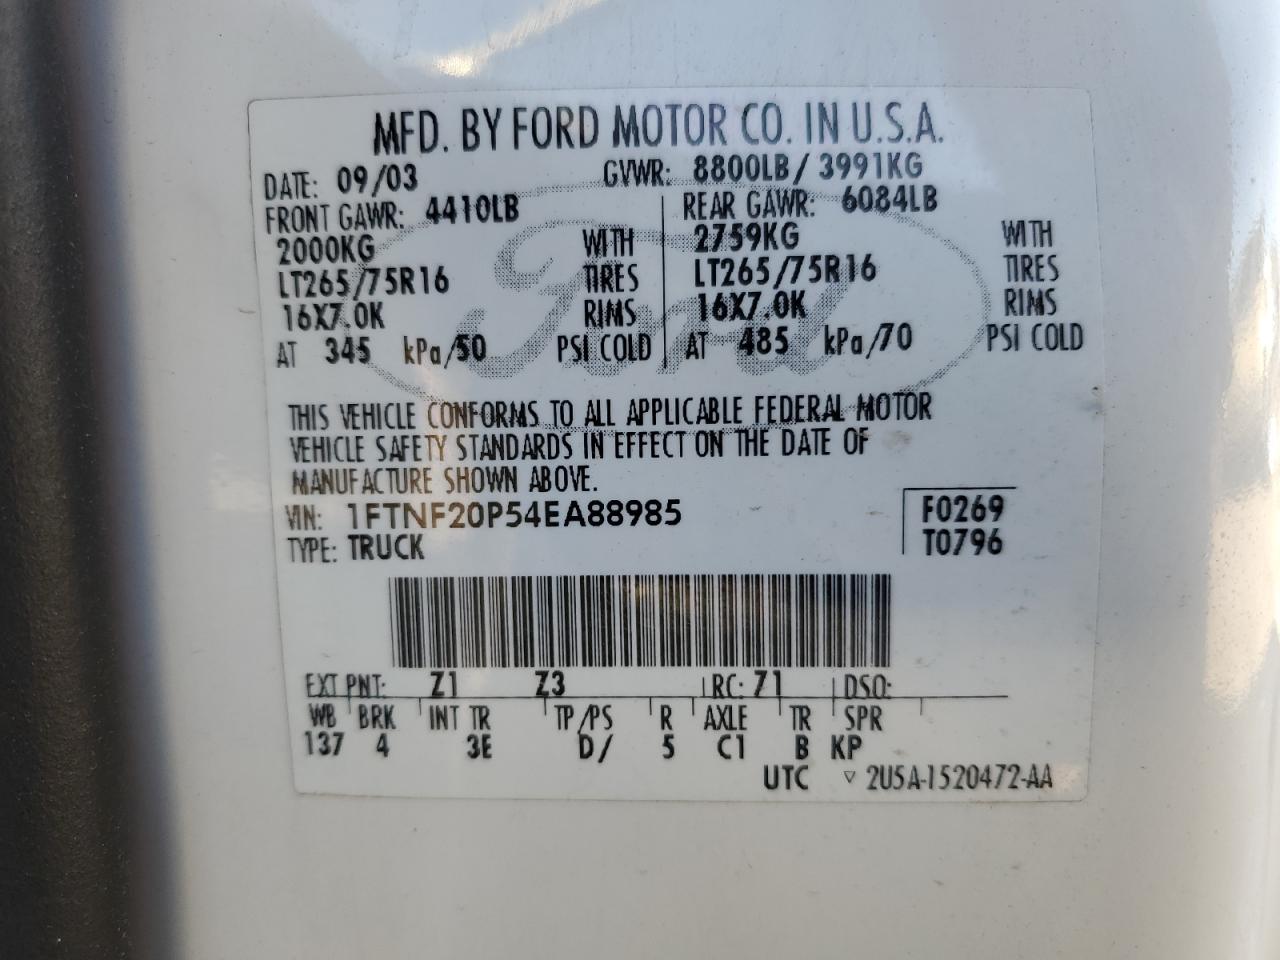 MFD. BY FORD MOTOR CO. IN U.S.A.
DATE: 09/03 GVWR: 8800LB / 3991KG
FRONT GAWR: 4410LB REAR GAWR: 6084LB
2000KG WITH 2759KG WITH
LT265/75R16 TIRES LT265/75R16 TIRES
16X7.0K RIMS 16X7.0K RIMS
AT 345 kPa/50 PSI COLD AT 485 kPa/70 PSI COLD
Ford
THIS VEHICLE CONFORMS TO ALL APPLICABLE FEDERAL MOTOR
VEHICLE SAFETY STANDARDS IN EFFECT ON THE DATE OF
MANUFACTURE SHOWN ABOVE.
VIN: 1FTNF20P54EA88985 F0269
TYPE: TRUCK T0796
EXT PNT: Z1 Z3 RC: 71 DSO:
WB BRK INT TR TP/PS R AXLE TR SPR
137 4 3E D/ 5 C1 B KP
UTC ▽ 2U5A-1520472-AA